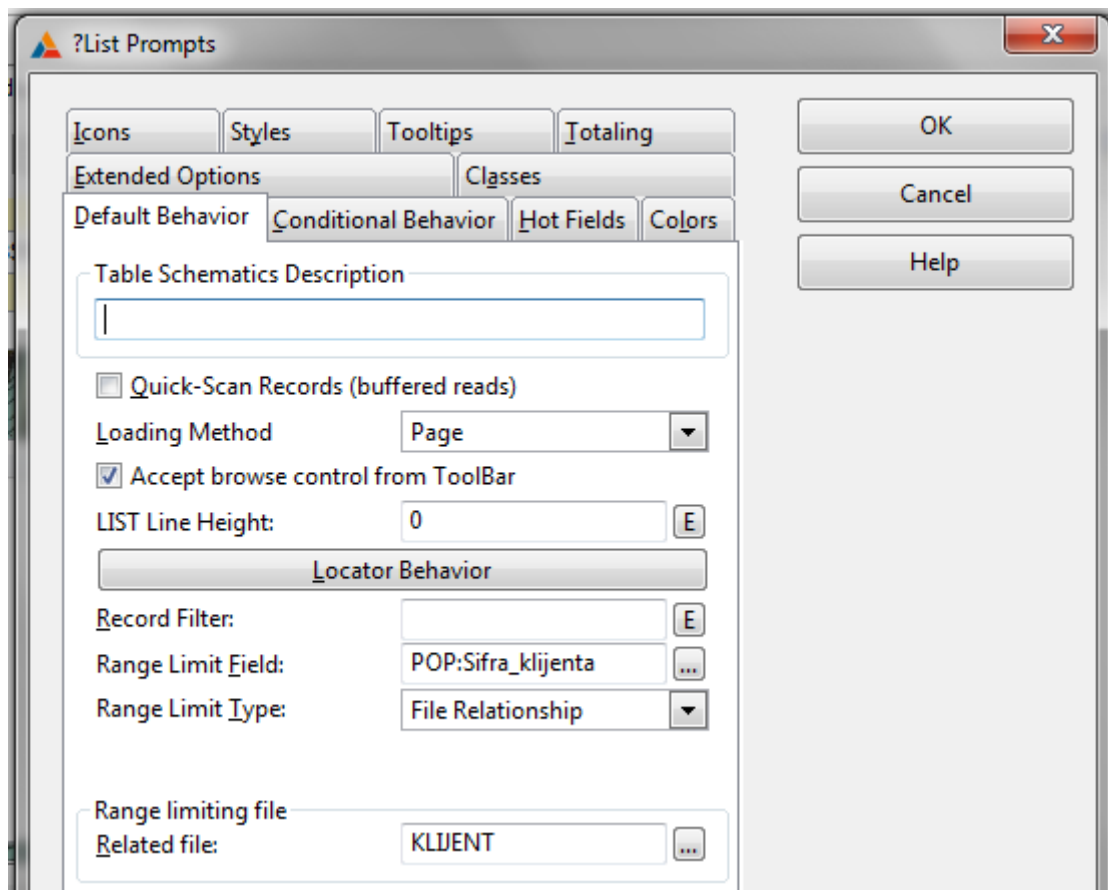 ?List Prompts
Icons Styles Tooltips Totaling
Extended Options Classes
Default Behavior Conditional Behavior Hot Fields Colors
OK
Cancel
Help
Table Schematics Description
Quick-Scan Records (buffered reads)
Loading Method Page
Accept browse control from ToolBar
LIST Line Height: 0 E
Locator Behavior
Record Filter: E
Range Limit Field: POP:Sifra_klijenta ...
Range Limit Type: File Relationship
Range limiting file
Related file: KLIJENT ...